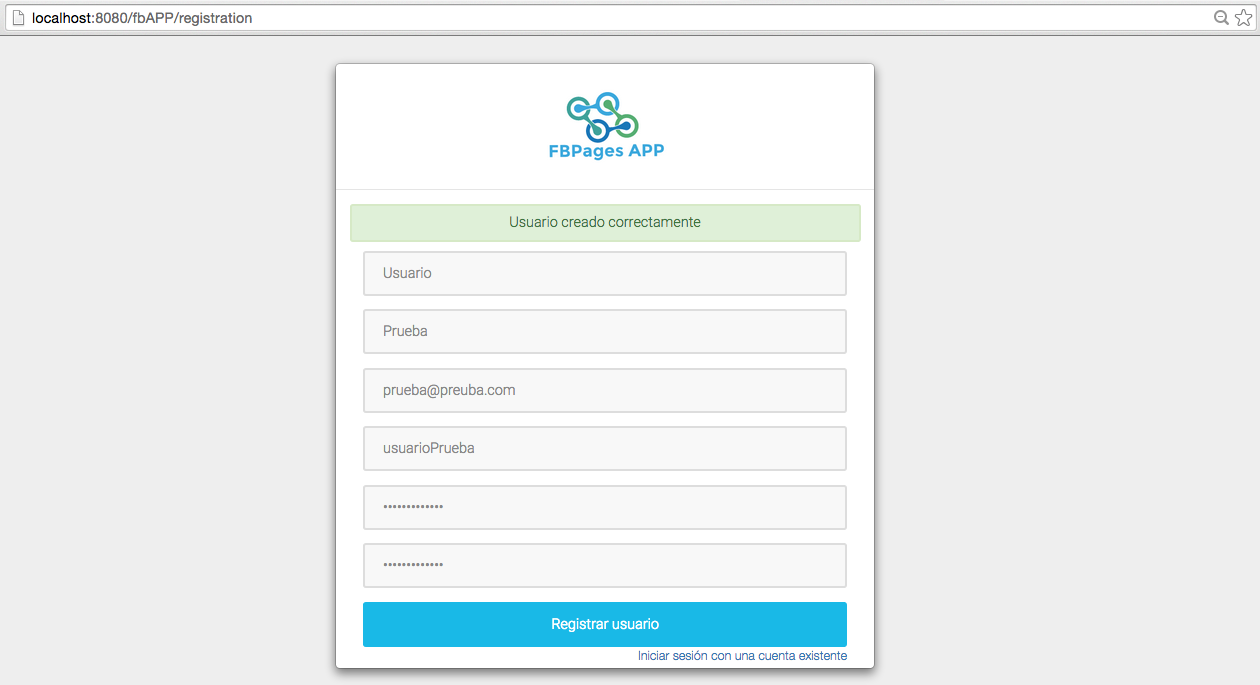 localhost:8080/fbAPP/registration
FBPages APP
Usuario creado correctamente
Usuario
Prueba
prueba@preuba.com
usuarioPrueba
•••••••••••••
•••••••••••••
Registrar usuario
Iniciar sesión con una cuenta existente